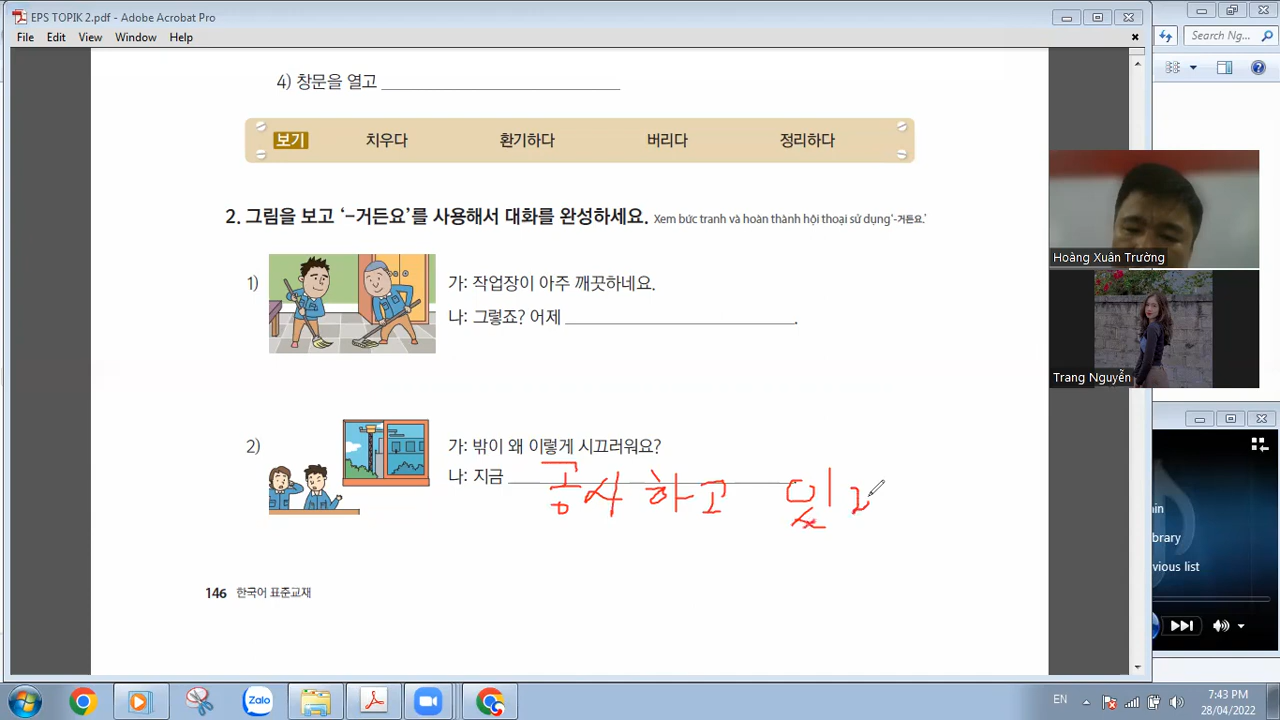 EPS TOPIK 2.pdf - Adobe Acrobat Pro
File Edit View Window Help
Search Ng...
4) 창문을 열고
보기 치우다 환기하다 버리다 정리하다
2. 그림을 보고 ‘-거든요’를 사용해서 대화를 완성하세요. Xem bức tranh và hoàn thành hội thoại sử dụng‘-거든요.’
1)
가: 작업장이 아주 깨끗하네요.
나: 그렇죠? 어제 .
2)
가: 밖이 왜 이렇게 시끄러워요?
나: 지금 공사 하고 있
146 한국어 표준교재
Hoàng Xuân Trường
Trang Nguyễn
ibrary
vious list
Zalo
EN
7:43 PM
28/04/2022